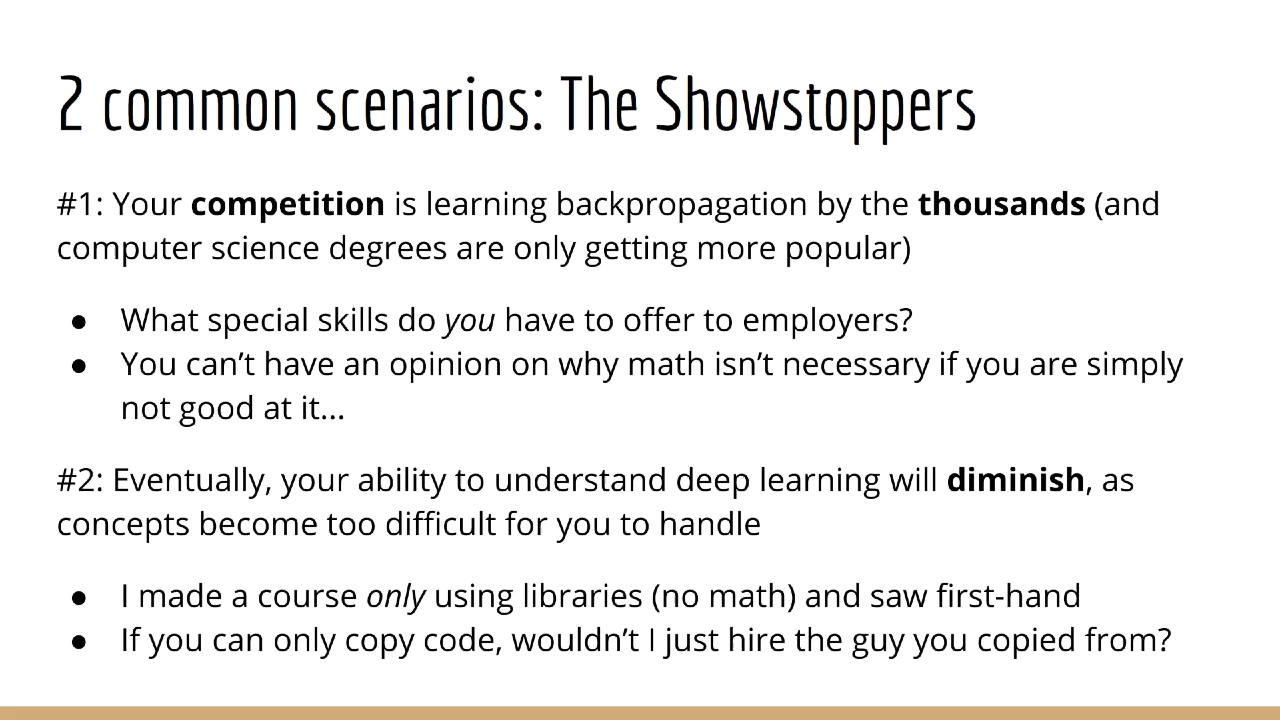 2 common scenarios: The Showstoppers
#1: Your competition is learning backpropagation by the thousands (and
computer science degrees are only getting more popular)
● What special skills do you have to offer to employers?
● You can’t have an opinion on why math isn’t necessary if you are simply
not good at it...
#2: Eventually, your ability to understand deep learning will diminish, as
concepts become too difficult for you to handle
● I made a course only using libraries (no math) and saw first-hand
● If you can only copy code, wouldn’t I just hire the guy you copied from?